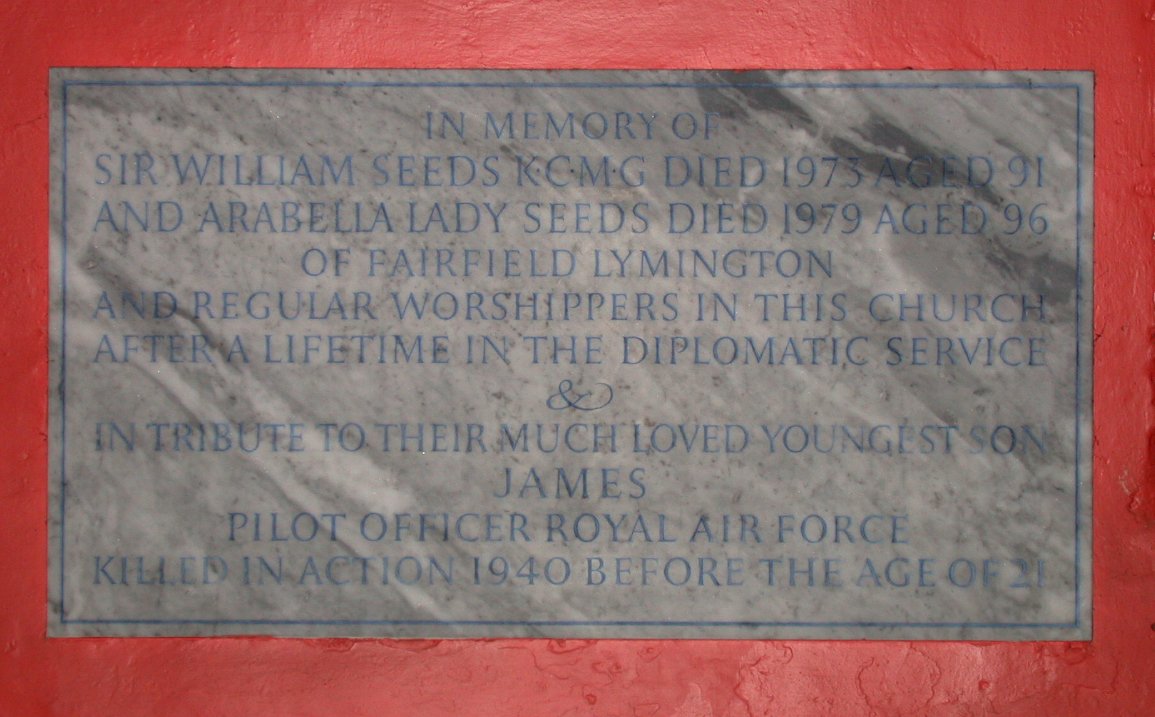 IN MEMORY OF
SIR WILLIAM SEEDS K·C·M·G DIED 1973 AGED 91
AND ARABELLA LADY SEEDS DIED 1979 AGED 96
OF FAIRFIELD LYMINGTON
AND REGULAR WORSHIPPERS IN THIS CHURCH
AFTER A LIFETIME IN THE DIPLOMATIC SERVICE
&
IN TRIBUTE TO THEIR MUCH LOVED YOUNGEST SON
JAMES
PILOT OFFICER ROYAL AIR FORCE
KILLED IN ACTION 1940 BEFORE THE AGE OF 21